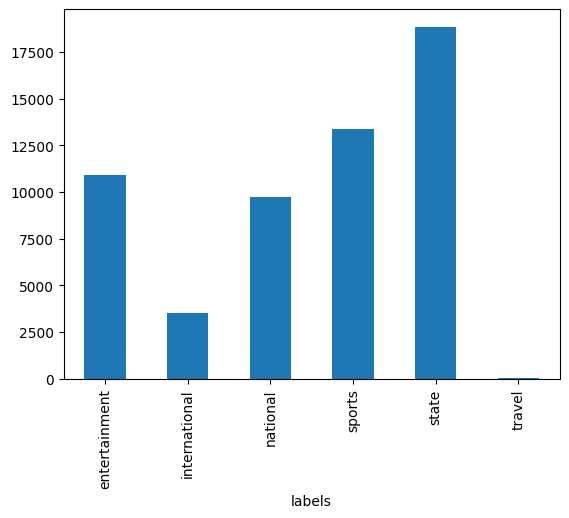 17500
15000
12500
10000
7500
5000
2500
0
entertainment
international
national
sports
state
travel
labels